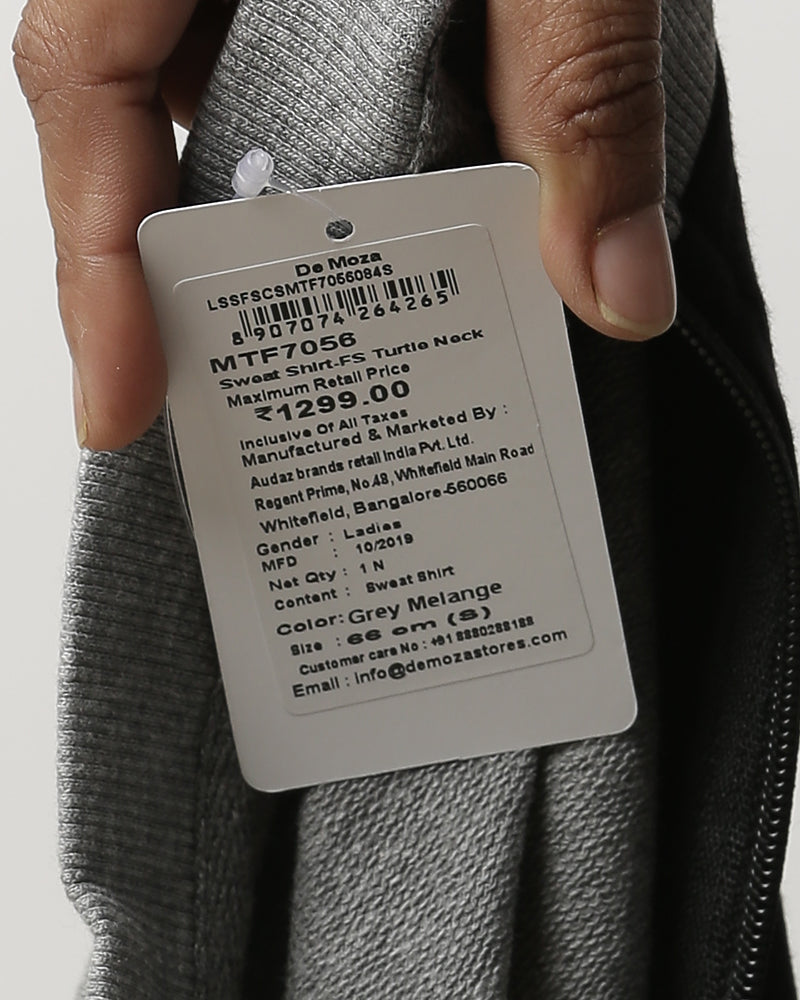 De Moza
LSSFSCSMTF7056084S
8 907074 264265
MTF7056
Sweat Shirt-FS Turtle Neck
Maximum Retail Price
₹1299.00
Inclusive Of All Taxes
Manufactured & Marketed By :
Audaz brands retail India Pvt. Ltd.
Regent Prime, No.48, Whitefield Main Road
Whitefield, Bangalore-560066
Gender : Ladies
MFD : 10/2019
Net Qty : 1 N
Content : Sweat Shirt
Color: Grey Melange
Size : 66 cm (S)
Customer care No : +91 8880288188
Email : info@demozastores.com